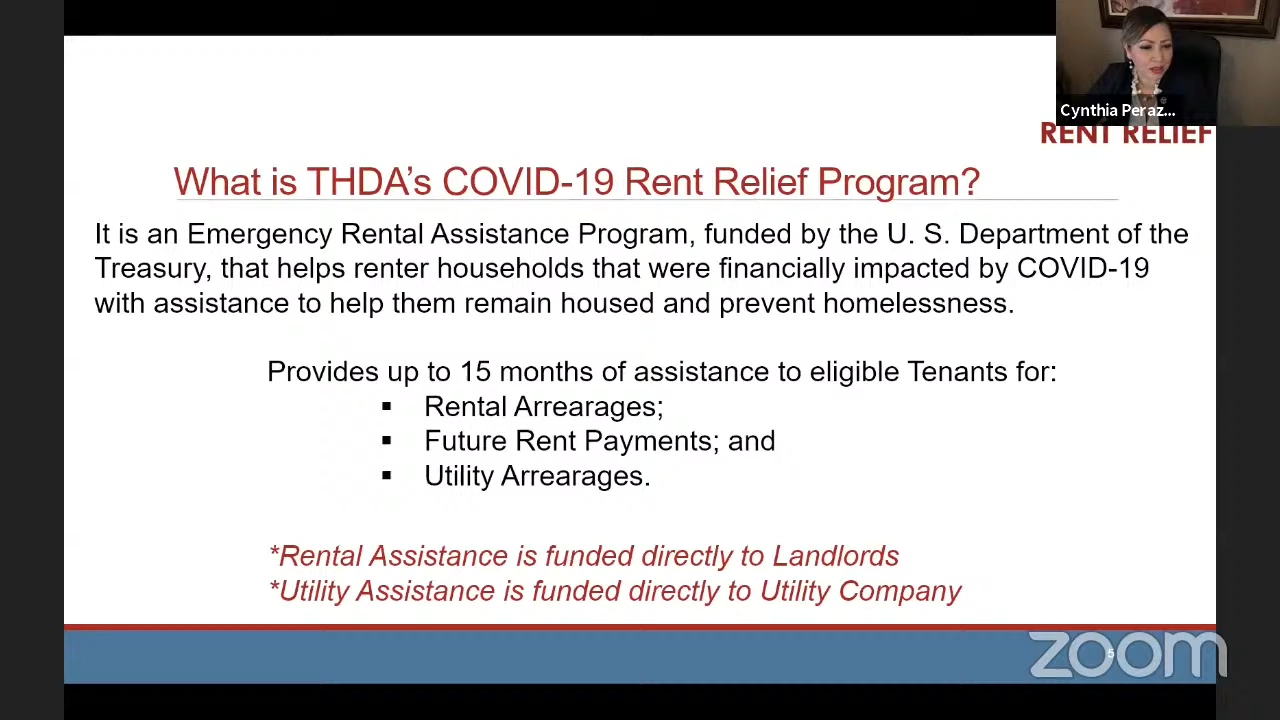 Cynthia Peraz...
RENT RELIEF
What is THDA’s COVID-19 Rent Relief Program?
It is an Emergency Rental Assistance Program, funded by the U. S. Department of the
Treasury, that helps renter households that were financially impacted by COVID-19
with assistance to help them remain housed and prevent homelessness.
Provides up to 15 months of assistance to eligible Tenants for:
▪ Rental Arrearages;
▪ Future Rent Payments; and
▪ Utility Arrearages.
*Rental Assistance is funded directly to Landlords
*Utility Assistance is funded directly to Utility Company
5
zoom